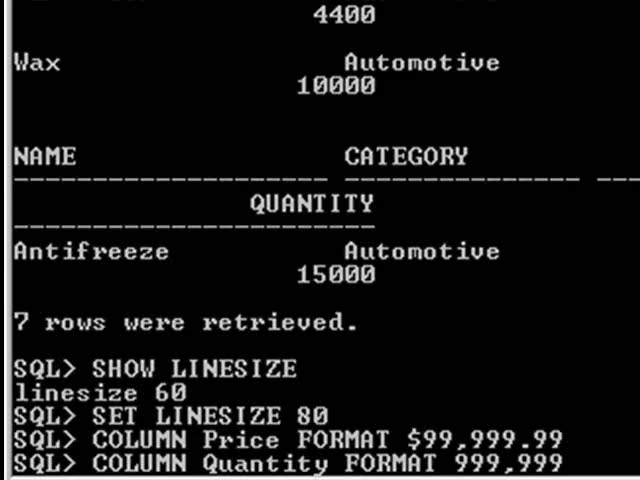 4400
Wax Automotive
10000
NAME CATEGORY
QUANTITY
Antifreeze Automotive
15000
7 rows were retrieved.
SQL> SHOW LINESIZE
linesize 60
SQL> SET LINESIZE 80
SQL> COLUMN Price FORMAT $99,999.99
SQL> COLUMN Quantity FORMAT 999,999